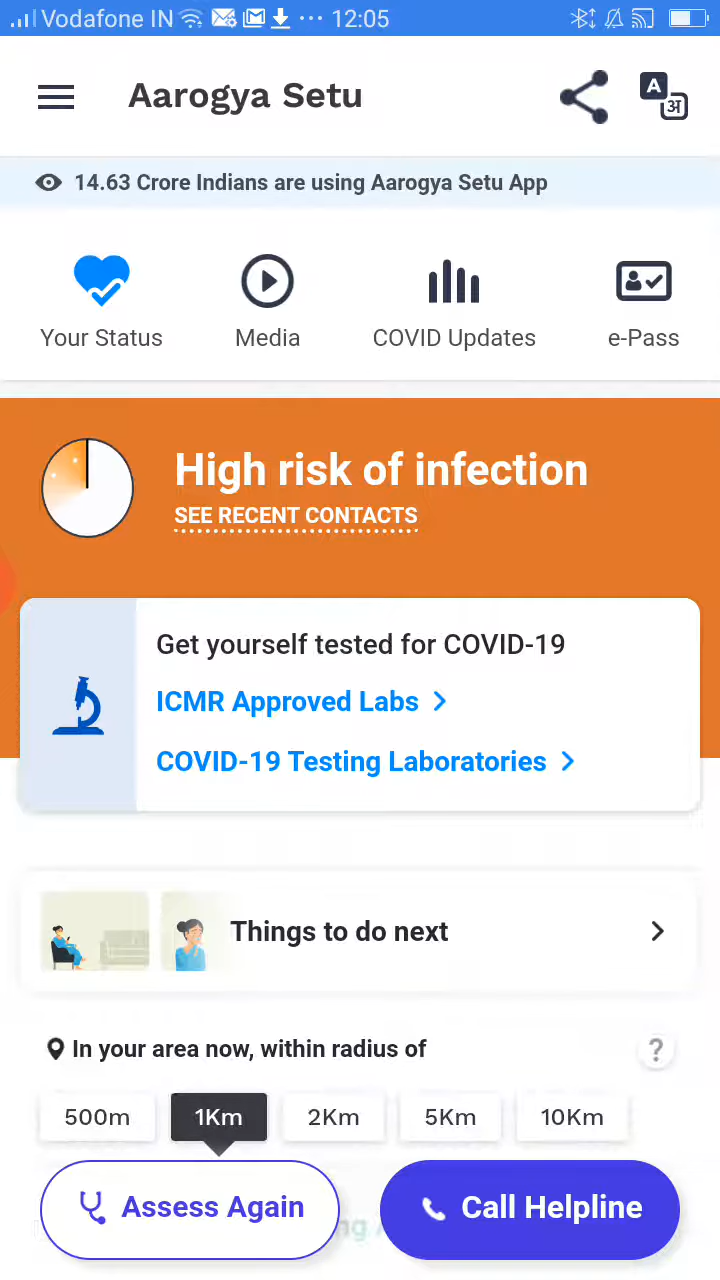 Vodafone IN ... 12:05
Aarogya Setu
A अ
14.63 Crore Indians are using Aarogya Setu App
Your Status Media COVID Updates e-Pass
High risk of infection
SEE RECENT CONTACTS
Get yourself tested for COVID-19
ICMR Approved Labs >
COVID-19 Testing Laboratories >
Things to do next >
In your area now, within radius of ?
500m 1Km 2Km 5Km 10Km
Assess Again Call Helpline